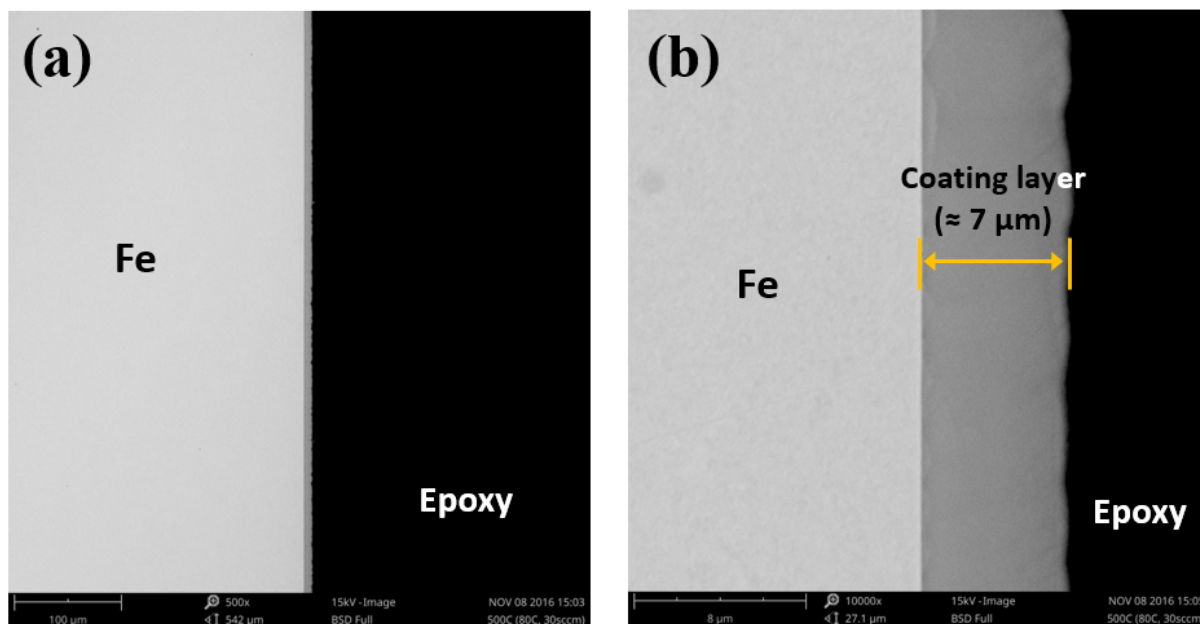 (a)
Fe
Epoxy
100 µm
500x
542 µm
15kV - Image
BSD Full
NOV 08 2016 15:03
500C (80C, 30sccm)
(b)
Coating layer
(≈ 7 μm)
Fe
Epoxy
8 µm
10000x
27.1 µm
15kV - Image
BSD Full
NOV 08 2016 15:05
500C (80C, 30sccm)